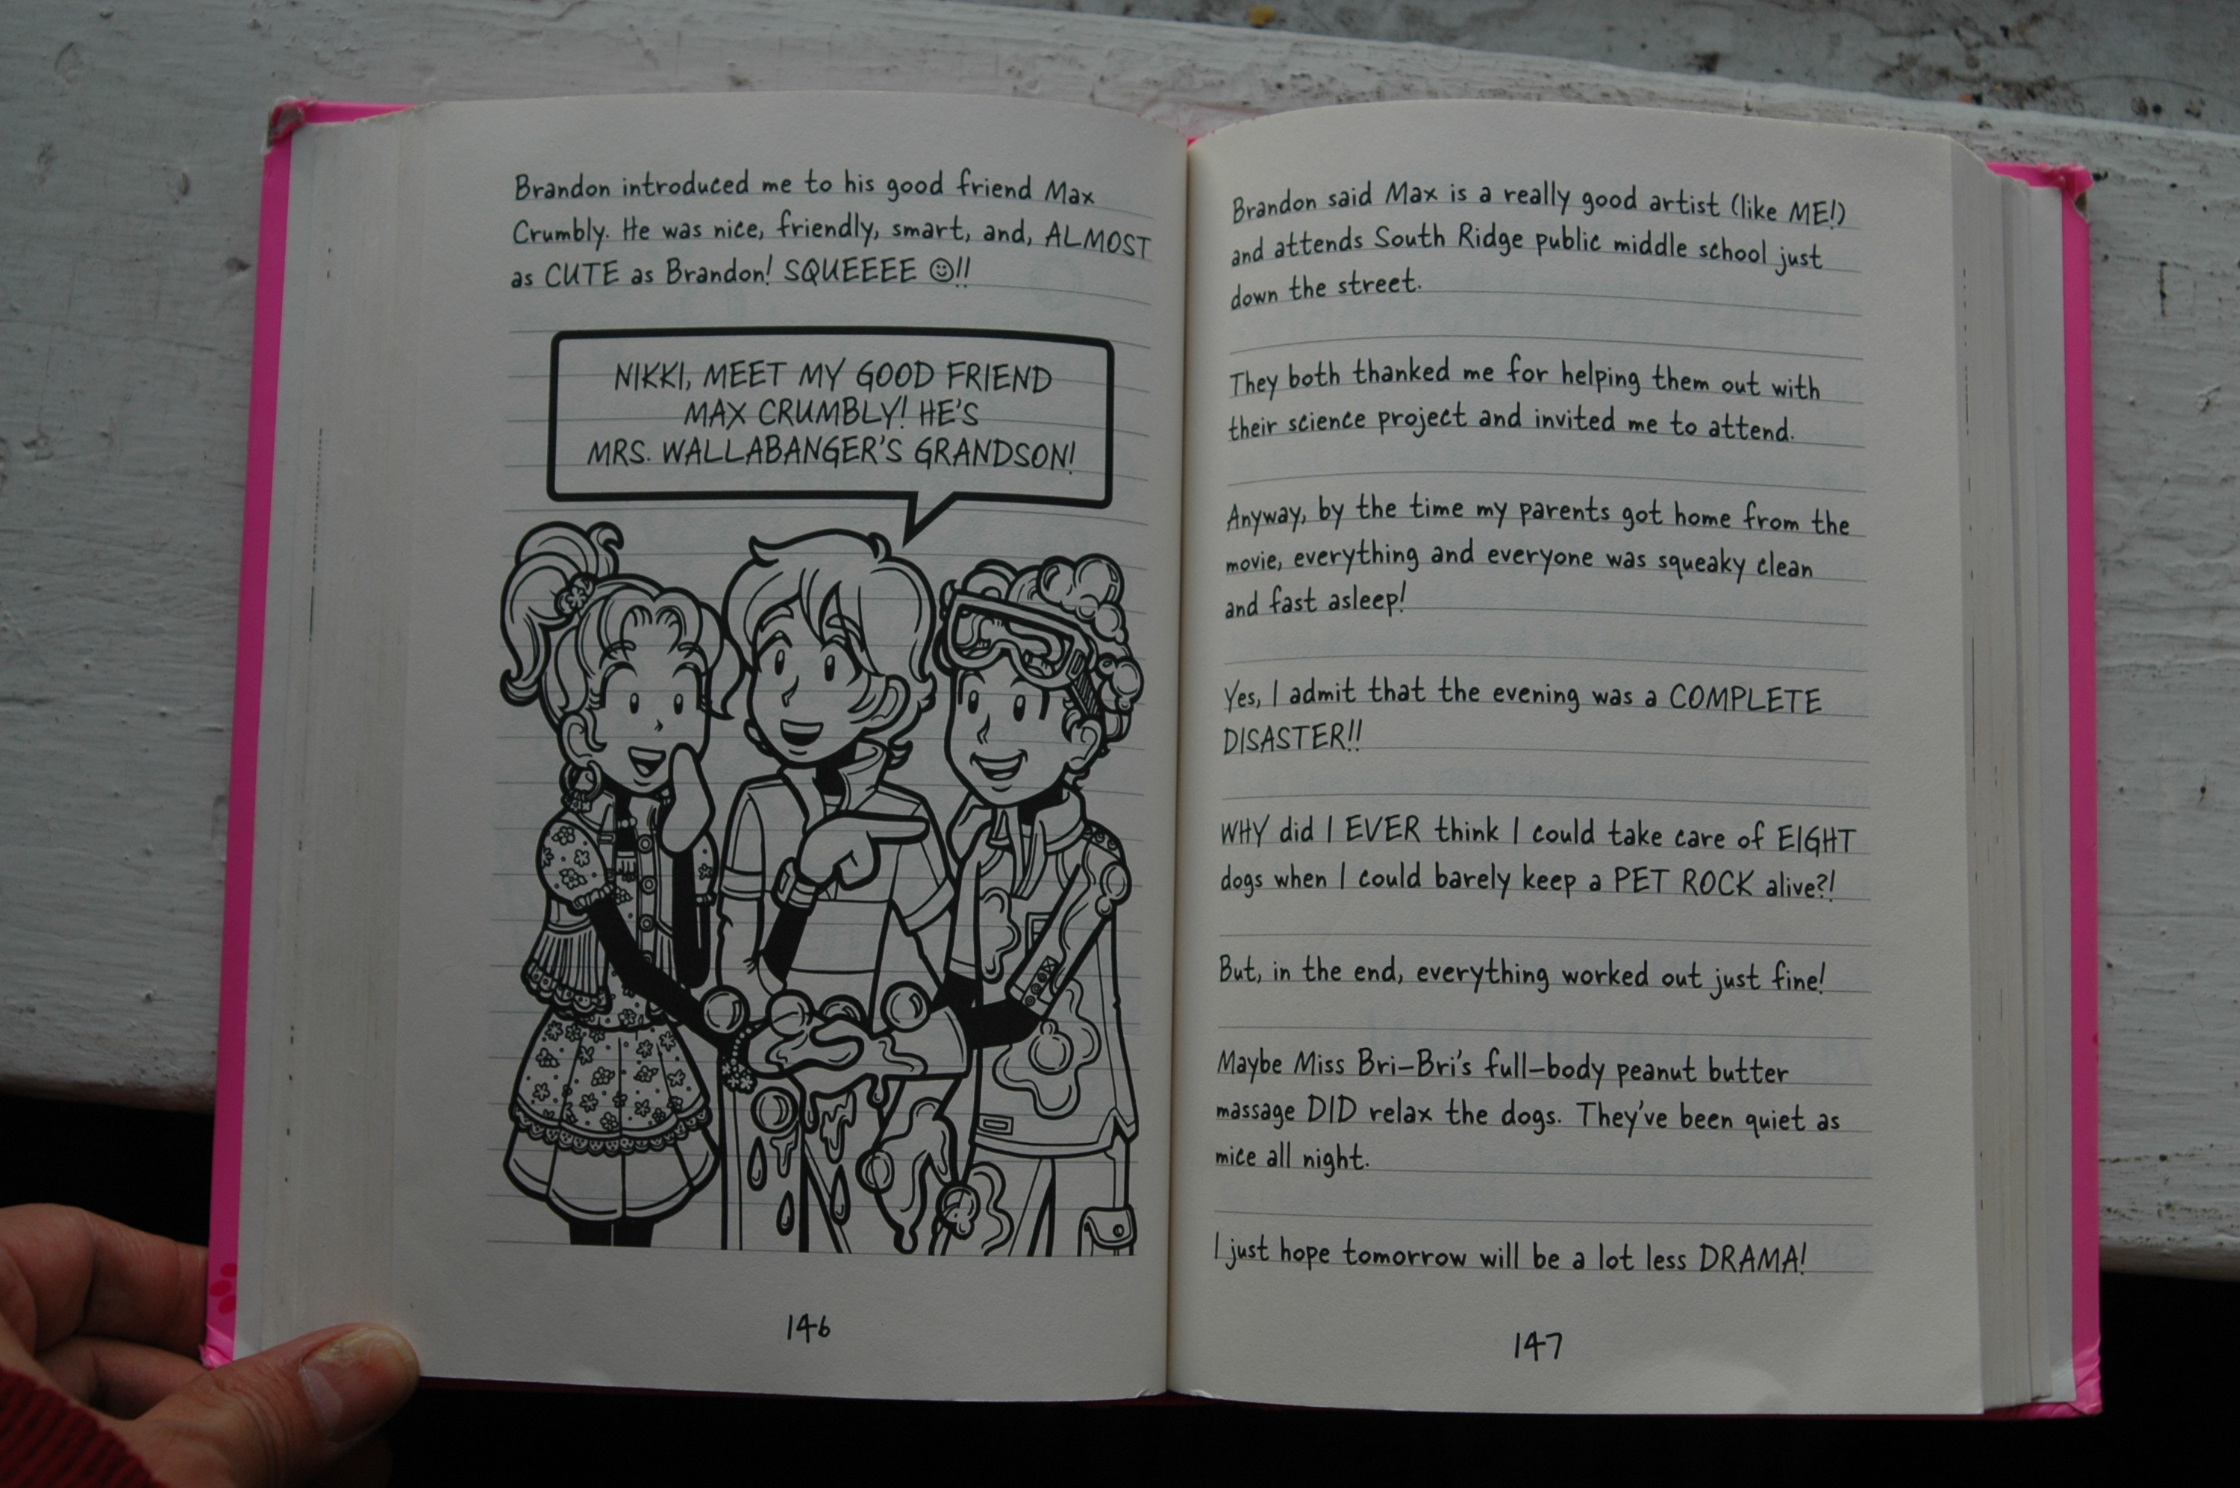 Brandon introduced me to his good friend Max
Crumbly. He was nice, friendly, smart, and, ALMOST
as CUTE as Brandon! SQUEEEE ☺!!
NIKKI, MEET MY GOOD FRIEND
MAX CRUMBLY! HE'S
MRS. WALLABANGER'S GRANDSON!
146
Brandon said Max is a really good artist (like ME!)
and attends South Ridge public middle school just
down the street.
They both thanked me for helping them out with
their science project and invited me to attend.
Anyway, by the time my parents got home from the
movie, everything and everyone was squeaky clean
and fast asleep!
Yes, I admit that the evening was a COMPLETE
DISASTER!!
WHY did I EVER think I could take care of EIGHT
dogs when I could barely keep a PET ROCK alive?!
But, in the end, everything worked out just fine!
Maybe Miss Bri-Bri's full-body peanut butter
massage DID relax the dogs. They've been quiet as
mice all night.
I just hope tomorrow will be a lot less DRAMA!
147